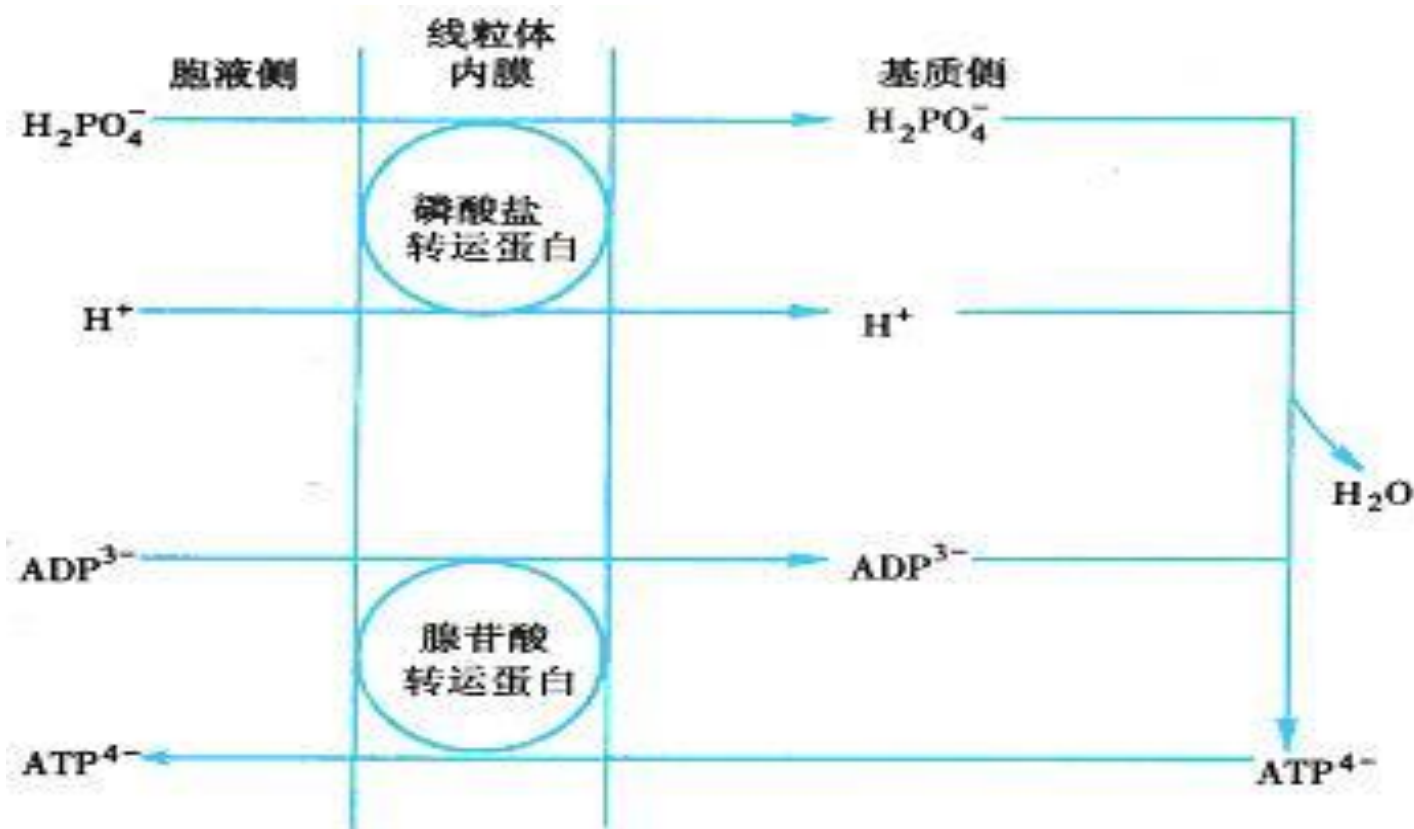 胞液侧
线粒体
内膜
基质侧
H₂PO₄⁻
H₂PO₄⁻
磷酸盐
转运蛋白
H⁺
H⁺
H₂O
ADP³⁻
ADP³⁻
腺苷酸
转运蛋白
ATP⁴⁻
ATP⁴⁻